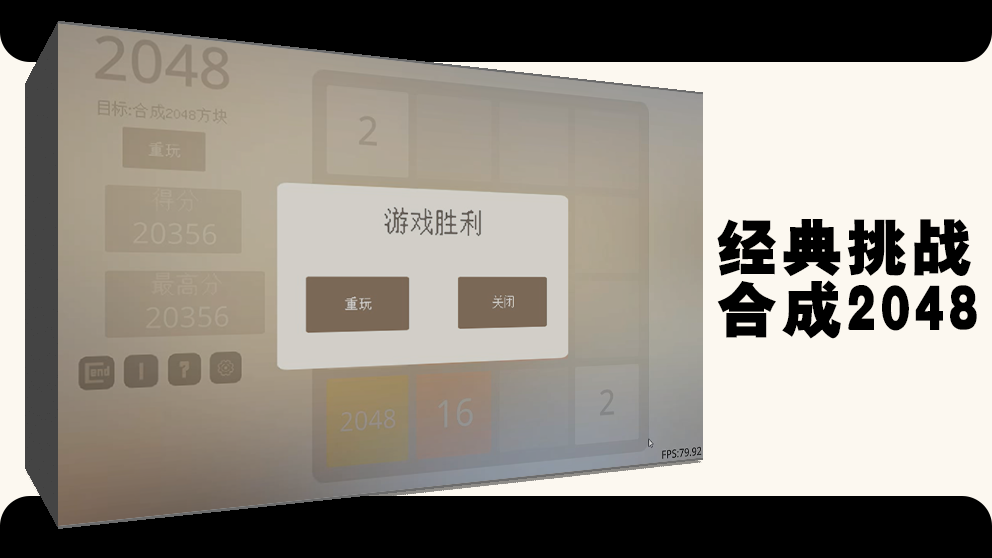 2048
目标:合成2048方块
重玩
得分
20356
最高分
20356
end
I
?
2
游戏胜利
重玩
关闭
2048
16
2
FPS:79.92
经典挑战
合成2048